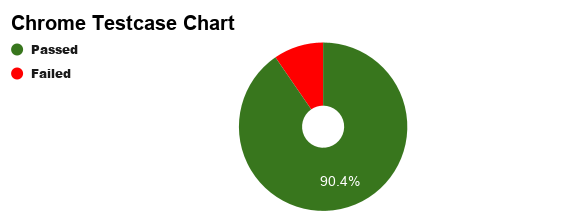 Chrome Testcase Chart
Passed
Failed
90.4%